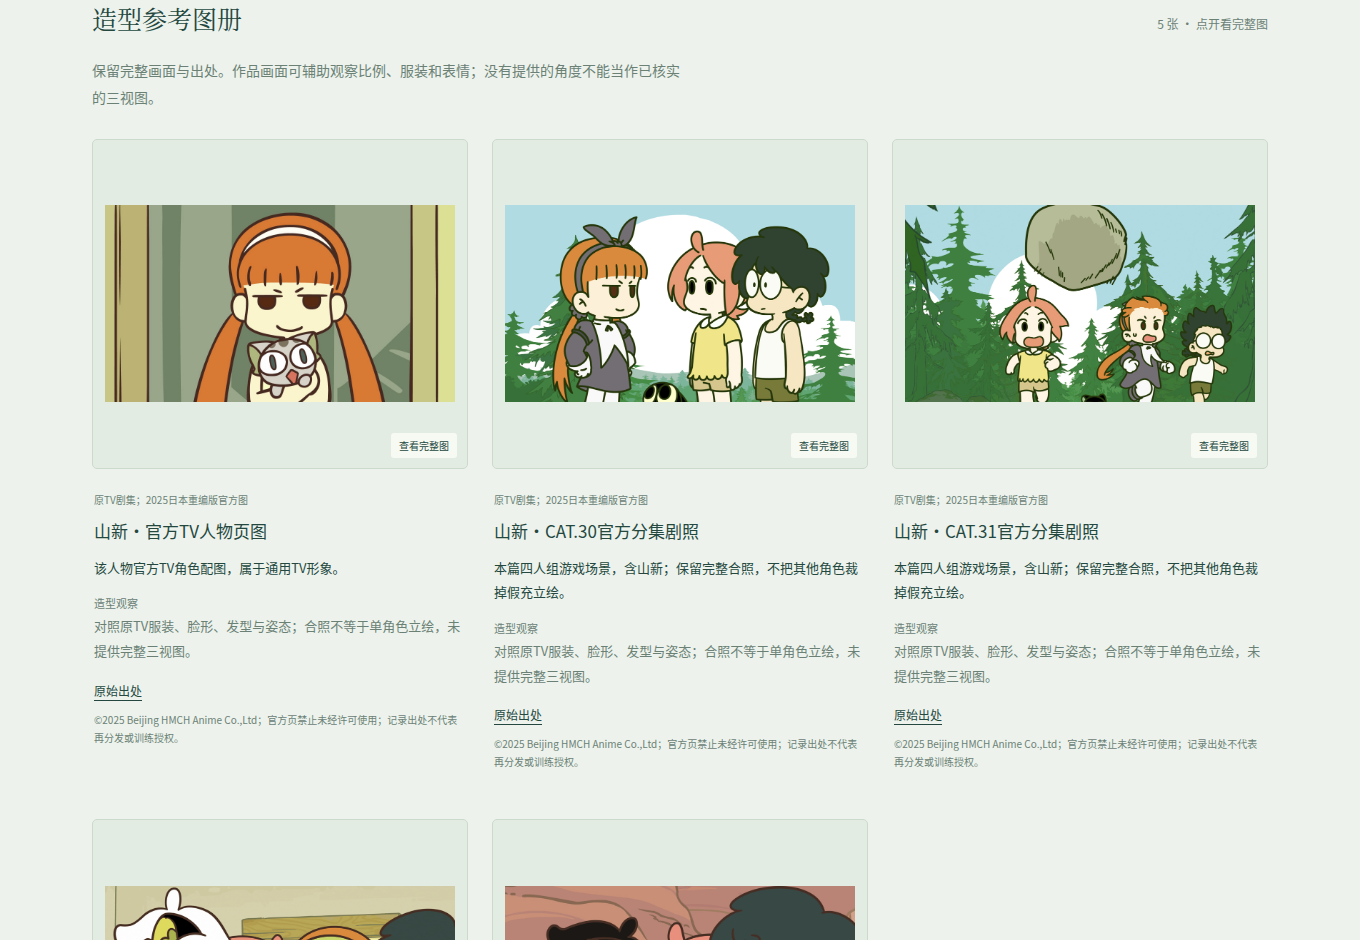 造型参考图册
5 张 · 点开看完整图
保留完整画面与出处。作品画面可辅助观察比例、服装和表情；没有提供的角度不能当作已核实
的三视图。
查看完整图
查看完整图
查看完整图
原TV剧集；2025日本重编版官方图
山新·官方TV人物页图
该人物官方TV角色配图，属于通用TV形象。
造型观察
对照原TV服装、脸形、发型与姿态；合照不等于单角色立绘，未
提供完整三视图。
原始出处
©2025 Beijing HMCH Anime Co.,Ltd；官方页禁止未经许可使用；记录出处不代表
再分发或训练授权。
原TV剧集；2025日本重编版官方图
山新·CAT.30官方分集剧照
本篇四人组游戏场景，含山新；保留完整合照，不把其他角色裁
掉假充立绘。
造型观察
对照原TV服装、脸形、发型与姿态；合照不等于单角色立绘，未
提供完整三视图。
原始出处
©2025 Beijing HMCH Anime Co.,Ltd；官方页禁止未经许可使用；记录出处不代表
再分发或训练授权。
原TV剧集；2025日本重编版官方图
山新·CAT.31官方分集剧照
本篇四人组游戏场景，含山新；保留完整合照，不把其他角色裁
掉假充立绘。
造型观察
对照原TV服装、脸形、发型与姿态；合照不等于单角色立绘，未
提供完整三视图。
原始出处
©2025 Beijing HMCH Anime Co.,Ltd；官方页禁止未经许可使用；记录出处不代表
再分发或训练授权。